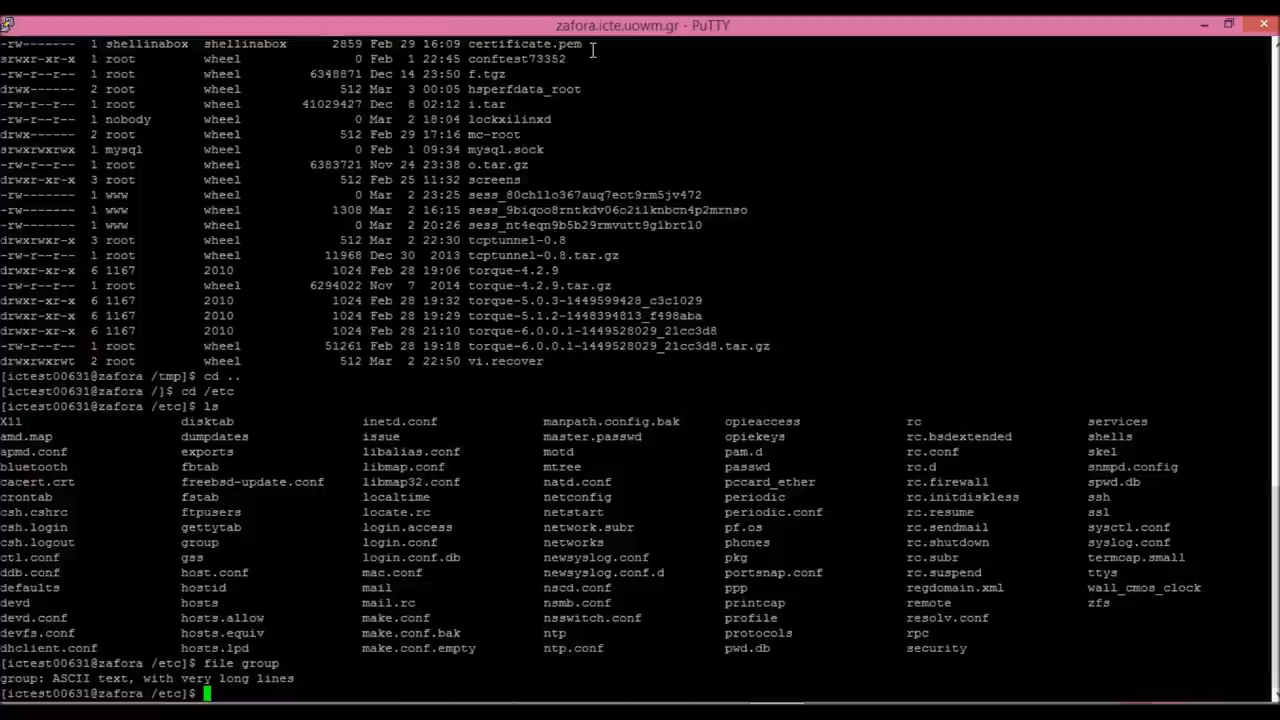 zafora.icte.uowm.gr - PuTTY
-rw------- 1 shellinabox shellinabox 2859 Feb 29 16:09 certificate.pem
srwxr-xr-x 1 root wheel 0 Feb 1 22:45 conftest73352
-rw-r--r-- 1 root wheel 6348871 Dec 14 23:50 f.tgz
drwx------ 2 root wheel 512 Mar 3 00:05 hsperfdata_root
-rw-r--r-- 1 root wheel 41029427 Dec 8 02:12 i.tar
-rw-r--r-- 1 nobody wheel 0 Mar 2 18:04 lockxilinxd
drwx------ 2 root wheel 512 Feb 29 17:16 mc-root
srwxrwxrwx 1 mysql wheel 0 Feb 1 09:34 mysql.sock
-rw-r--r-- 1 root wheel 6383721 Nov 24 23:38 o.tar.gz
drwxr-xr-x 3 root wheel 512 Feb 25 11:32 screens
-rw------- 1 www wheel 0 Mar 2 23:25 sess_80ch1lo367auq7eot9rm5jv472
-rw------- 1 www wheel 1308 Mar 2 16:15 sess_9biqoo8rntkdv06o2i1knbcn4p2mrnso
-rw------- 1 www wheel 0 Mar 2 20:26 sess_nt4eqn9b5b29rmvutt9g1brtl0
drwxrwxr-x 3 root wheel 512 Mar 2 22:30 tcptunnel-0.8
-rw-r--r-- 1 root wheel 11968 Dec 30 2013 tcptunnel-0.8.tar.gz
drwxr-xr-x 6 1167 2010 1024 Feb 28 19:06 torque-4.2.9
-rw-r--r-- 1 root wheel 6294022 Nov 7 2014 torque-4.2.9.tar.gz
drwxr-xr-x 6 1167 2010 1024 Feb 28 19:32 torque-5.0.3-1449599428_c3c1029
drwxr-xr-x 6 1167 2010 1024 Feb 28 19:29 torque-5.1.2-1448394813_f498aba
drwxr-xr-x 6 1167 2010 1024 Feb 28 21:10 torque-6.0.0.1-1449528029_21cc3d8
-rw-r--r-- 1 root wheel 51261 Feb 28 19:18 torque-6.0.0.1-1449528029_21cc3d8.tar.gz
drwxrwxrwt 2 root wheel 512 Mar 2 22:50 vi.recover
[ictest00631@zafora /tmp]$ cd ..
[ictest00631@zafora /]$ cd /etc
[ictest00631@zafora /etc]$ ls
X11 disktab inetd.conf manpath.config.bak opieaccess rc services
amd.map dumpdates issue master.passwd opiekeys rc.bsdextended shells
apmd.conf exports libalias.conf motd pam.d rc.conf skel
bluetooth fbtab libmap.conf mtree passwd rc.d snmpd.config
cacert.crt freebsd-update.conf libmap32.conf natd.conf pccard_ether rc.firewall spwd.db
crontab fstab localtime netconfig periodic rc.initdiskless ssh
csh.cshrc ftpusers locate.rc netstart periodic.conf rc.resume ssl
csh.login gettytab login.access network.subr pf.os rc.sendmail sysctl.conf
csh.logout group login.conf networks phones rc.shutdown syslog.conf
ctl.conf gss login.conf.db newsyslog.conf pkg rc.subr termcap.small
ddb.conf host.conf mac.conf newsyslog.conf.d portsnap.conf rc.suspend ttys
defaults hostid mail nscd.conf ppp regdomain.xml wall_cmos_clock
devd hosts mail.rc nsmb.conf printcap remote zfs
devd.conf hosts.allow make.conf nsswitch.conf profile resolv.conf
devfs.conf hosts.equiv make.conf.bak ntp protocols rpc
dhclient.conf hosts.lpd make.conf.empty ntp.conf pwd.db security
[ictest00631@zafora /etc]$ file group
group: ASCII text, with very long lines
[ictest00631@zafora /etc]$